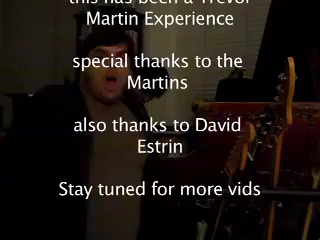 this has been a Trevor
Martin Experience
special thanks to the
Martins
also thanks to David
Estrin
Stay tuned for more vids